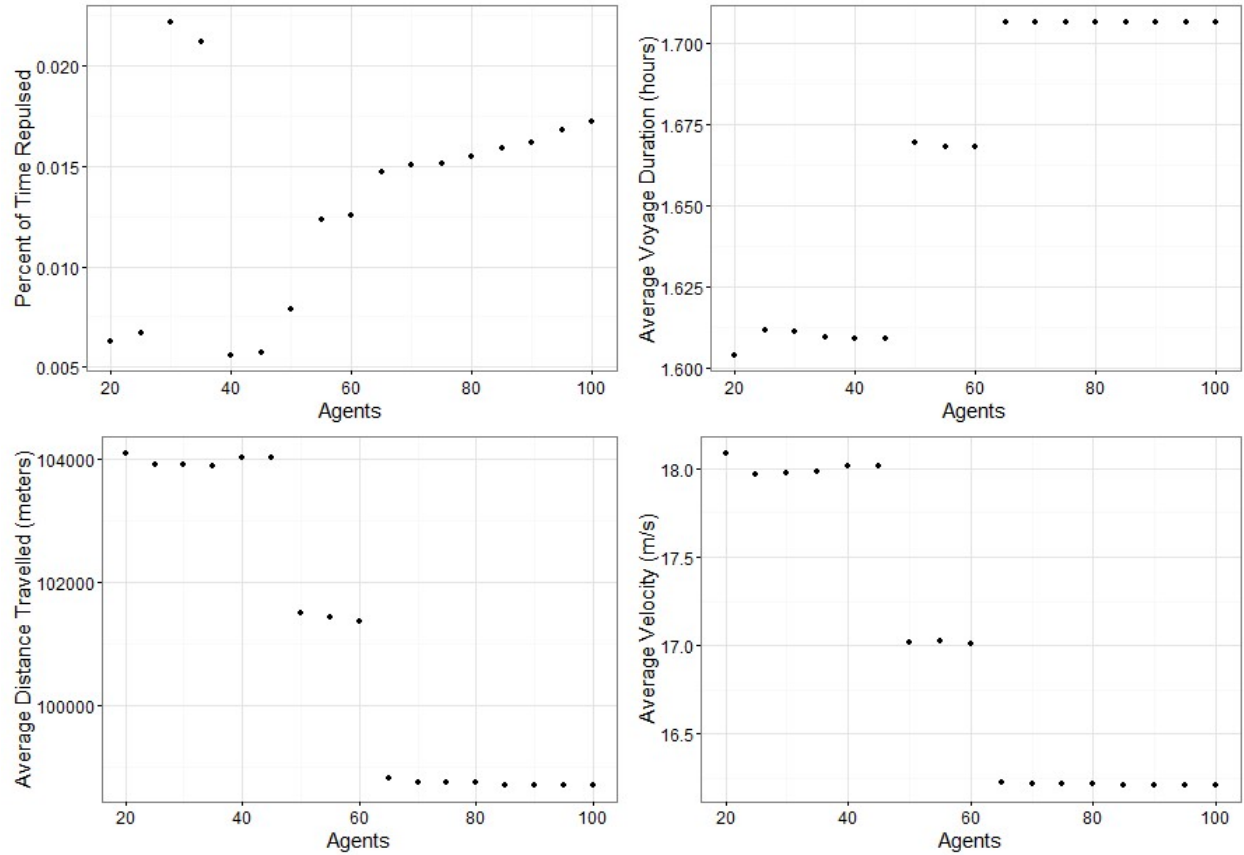 Percent of Time Repulsed
0.020
0.015
0.010
0.005
20 40 60 80 100
Agents
Average Voyage Duration (hours)
1.700
1.675
1.650
1.625
1.600
20 40 60 80 100
Agents
Average Distance Travelled (meters)
104000
102000
100000
20 40 60 80 100
Agents
Average Velocity (m/s)
18.0
17.5
17.0
16.5
20 40 60 80 100
Agents